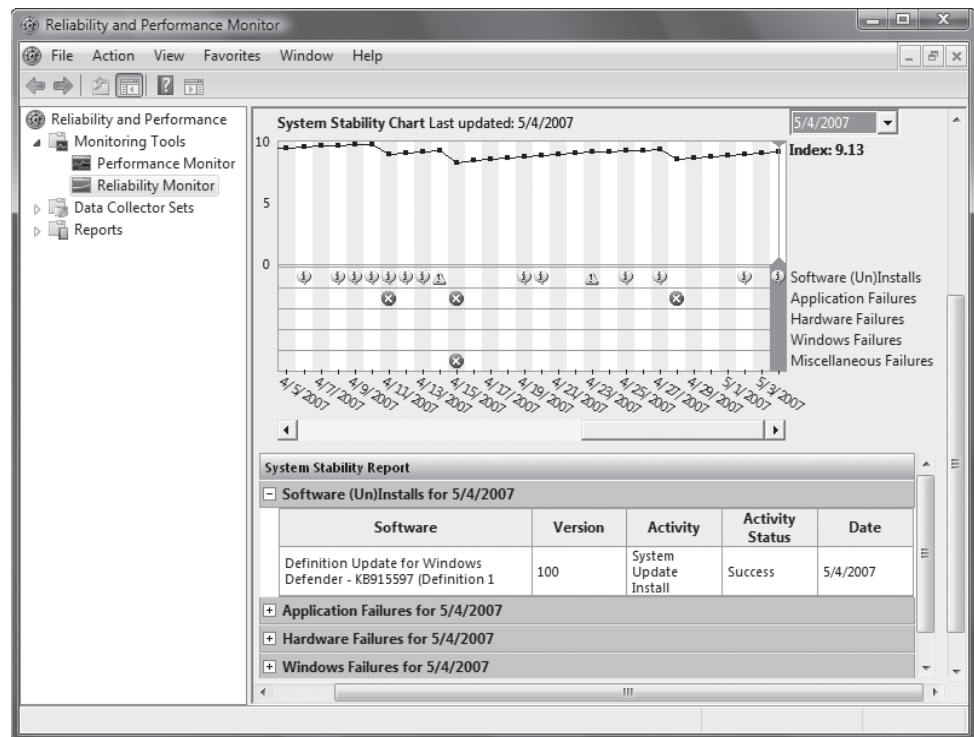 Reliability and Performance Monitor
File Action View Favorites Window Help
Reliability and Performance
Monitoring Tools
Performance Monitor
Reliability Monitor
Data Collector Sets
Reports
System Stability Chart Last updated: 5/4/2007
5/4/2007
Index: 9.13
10
5
0
Software (Un)Installs
Application Failures
Hardware Failures
Windows Failures
Miscellaneous Failures
4/5/2007 4/7/2007 4/9/2007 4/11/2007 4/13/2007 4/15/2007 4/17/2007 4/19/2007 4/21/2007 4/23/2007 4/25/2007 4/27/2007 4/29/2007 5/1/2007 5/3/2007
System Stability Report
Software (Un)Installs for 5/4/2007
Software Version Activity Activity Status Date
Definition Update for Windows Defender - KB915597 (Definition 1 100 System Update Install Success 5/4/2007
Application Failures for 5/4/2007
Hardware Failures for 5/4/2007
Windows Failures for 5/4/2007